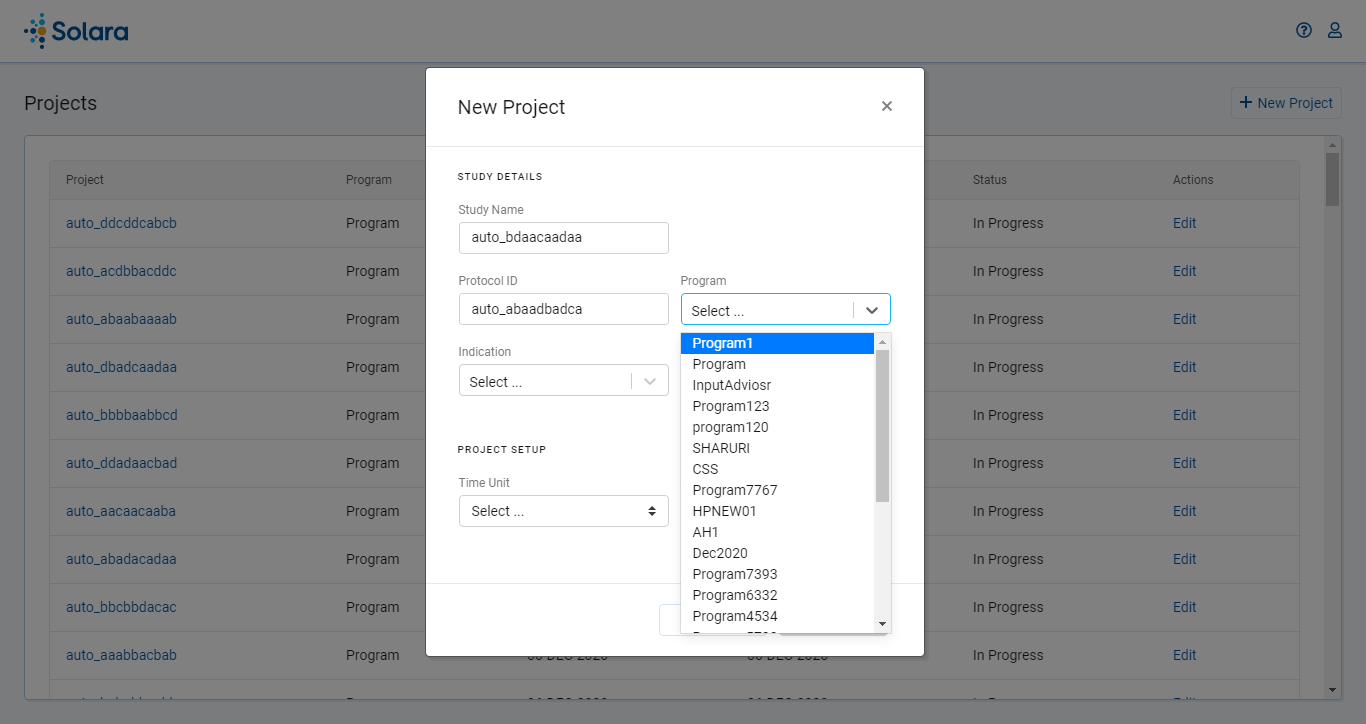 Solara
Projects
New Project
Project Program Status Actions
auto_ddcddcabcb Program In Progress Edit
auto_acdbbacddc Program In Progress Edit
auto_abaabaaaab Program In Progress Edit
auto_dbadcaadaa Program In Progress Edit
auto_bbbbaabbcd Program In Progress Edit
auto_ddadaacbad Program In Progress Edit
auto_aacaacaaba Program In Progress Edit
auto_abadacadaa Program In Progress Edit
auto_bbcbbdacac Program In Progress Edit
auto_aaabbacbab Program In Progress Edit
New Project
STUDY DETAILS
Study Name
auto_bdaacaadaa
Protocol ID
auto_abaadbadca
Program
Select ...
Program1
Program
InputAdviosr
Program123
program120
SHARURI
CSS
Program7767
HPNEW01
AH1
Dec2020
Program7393
Program6332
Program4534
Indication
Select ...
PROJECT SETUP
Time Unit
Select ...